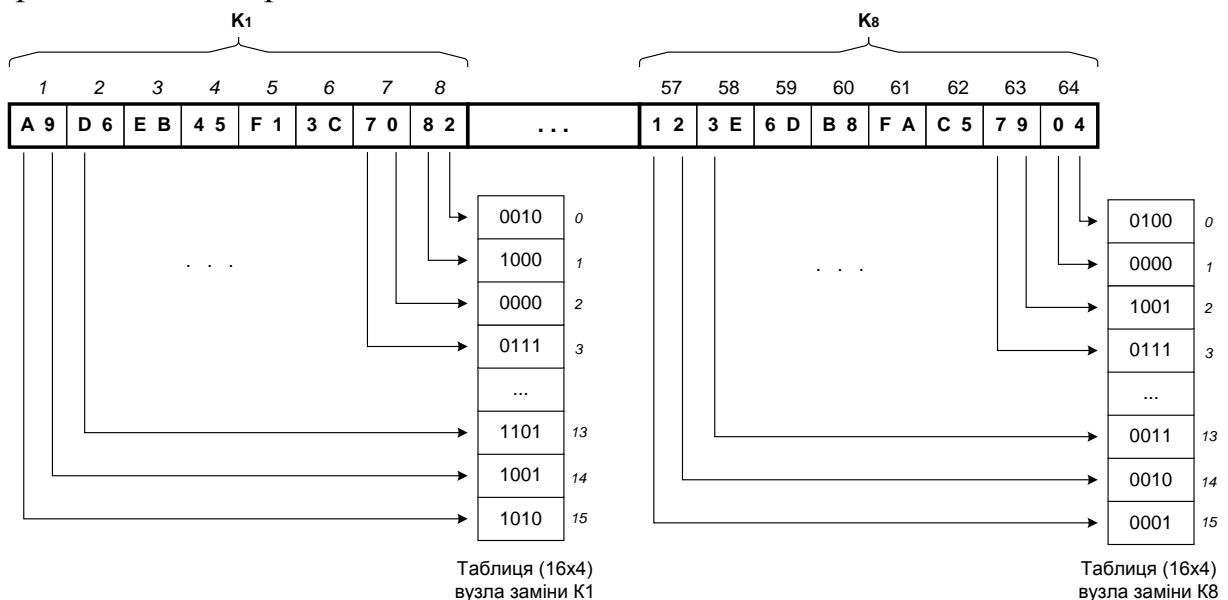 K1 K8
1 2 3 4 5 6 7 8 57 58 59 60 61 62 63 64
A 9 D 6 E B 4 5 F 1 3 C 7 0 8 2 . . . 1 2 3 E 6 D B 8 F A C 5 7 9 0 4
0010 0 0100 0
1000 1 0000 1
. . . . . .
0000 2 1001 2
0111 3 0111 3
... ...
1101 13 0011 13
1001 14 0010 14
1010 15 0001 15
Таблиця (16x4) Таблиця (16x4)
вузла заміни К1 вузла заміни К8